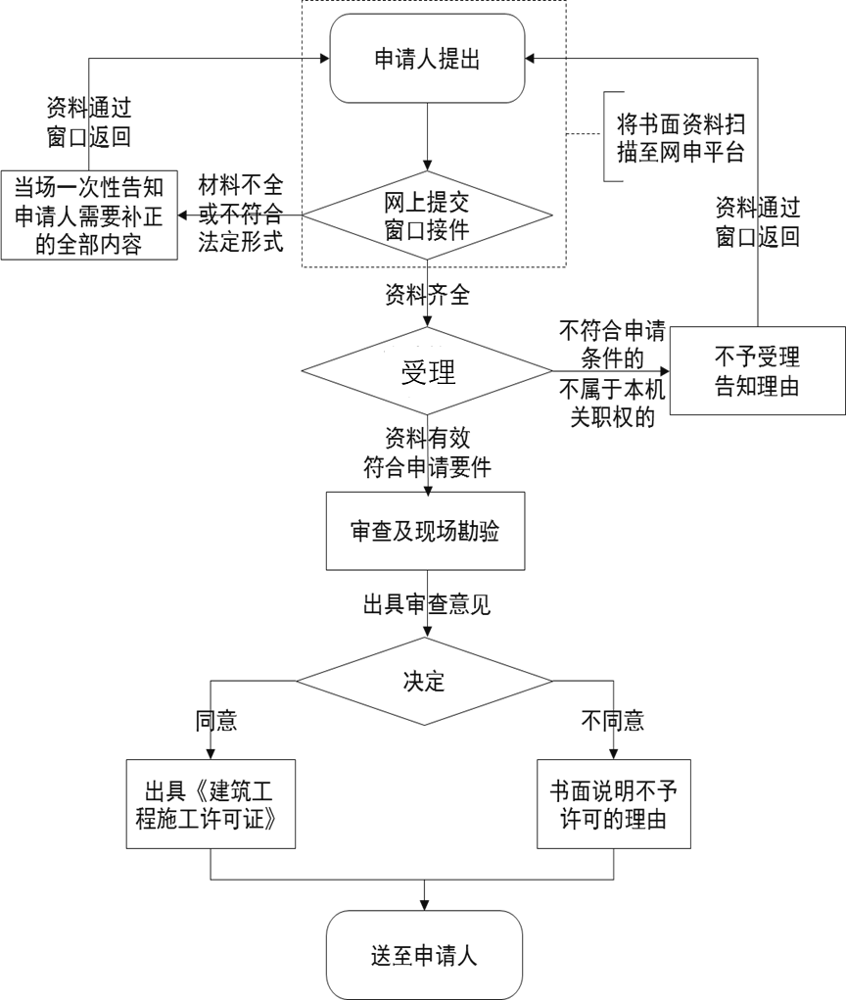 申请人提出
资料通过
窗口返回
将书面资料扫
描至网申平台
当场一次性告知
申请人需要补正
的全部内容
材料不全
或不符合
法定形式
网上提交
窗口接件
资料通过
窗口返回
资料齐全
受理
不符合申请
条件的
不属于本机
关职权的
不予受理
告知理由
资料有效
符合申请要件
审查及现场勘验
出具审查意见
决定
同意
不同意
出具《建筑工
程施工许可证》
书面说明不予
许可的理由
送至申请人